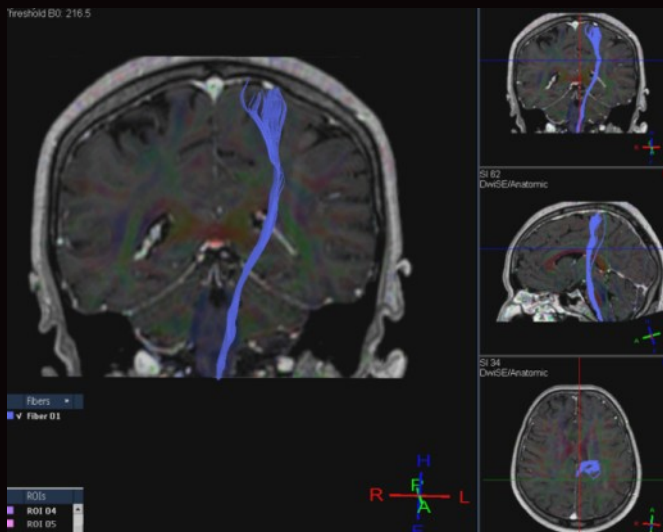 Threshold B0: 216.5
SI 82
DwiSE/Anatomic
SI 34
DwiSE/Anatomic
Fibers
Fiber 01
ROIs
ROI 04
ROI 05
H
P
R
L
A
F
A